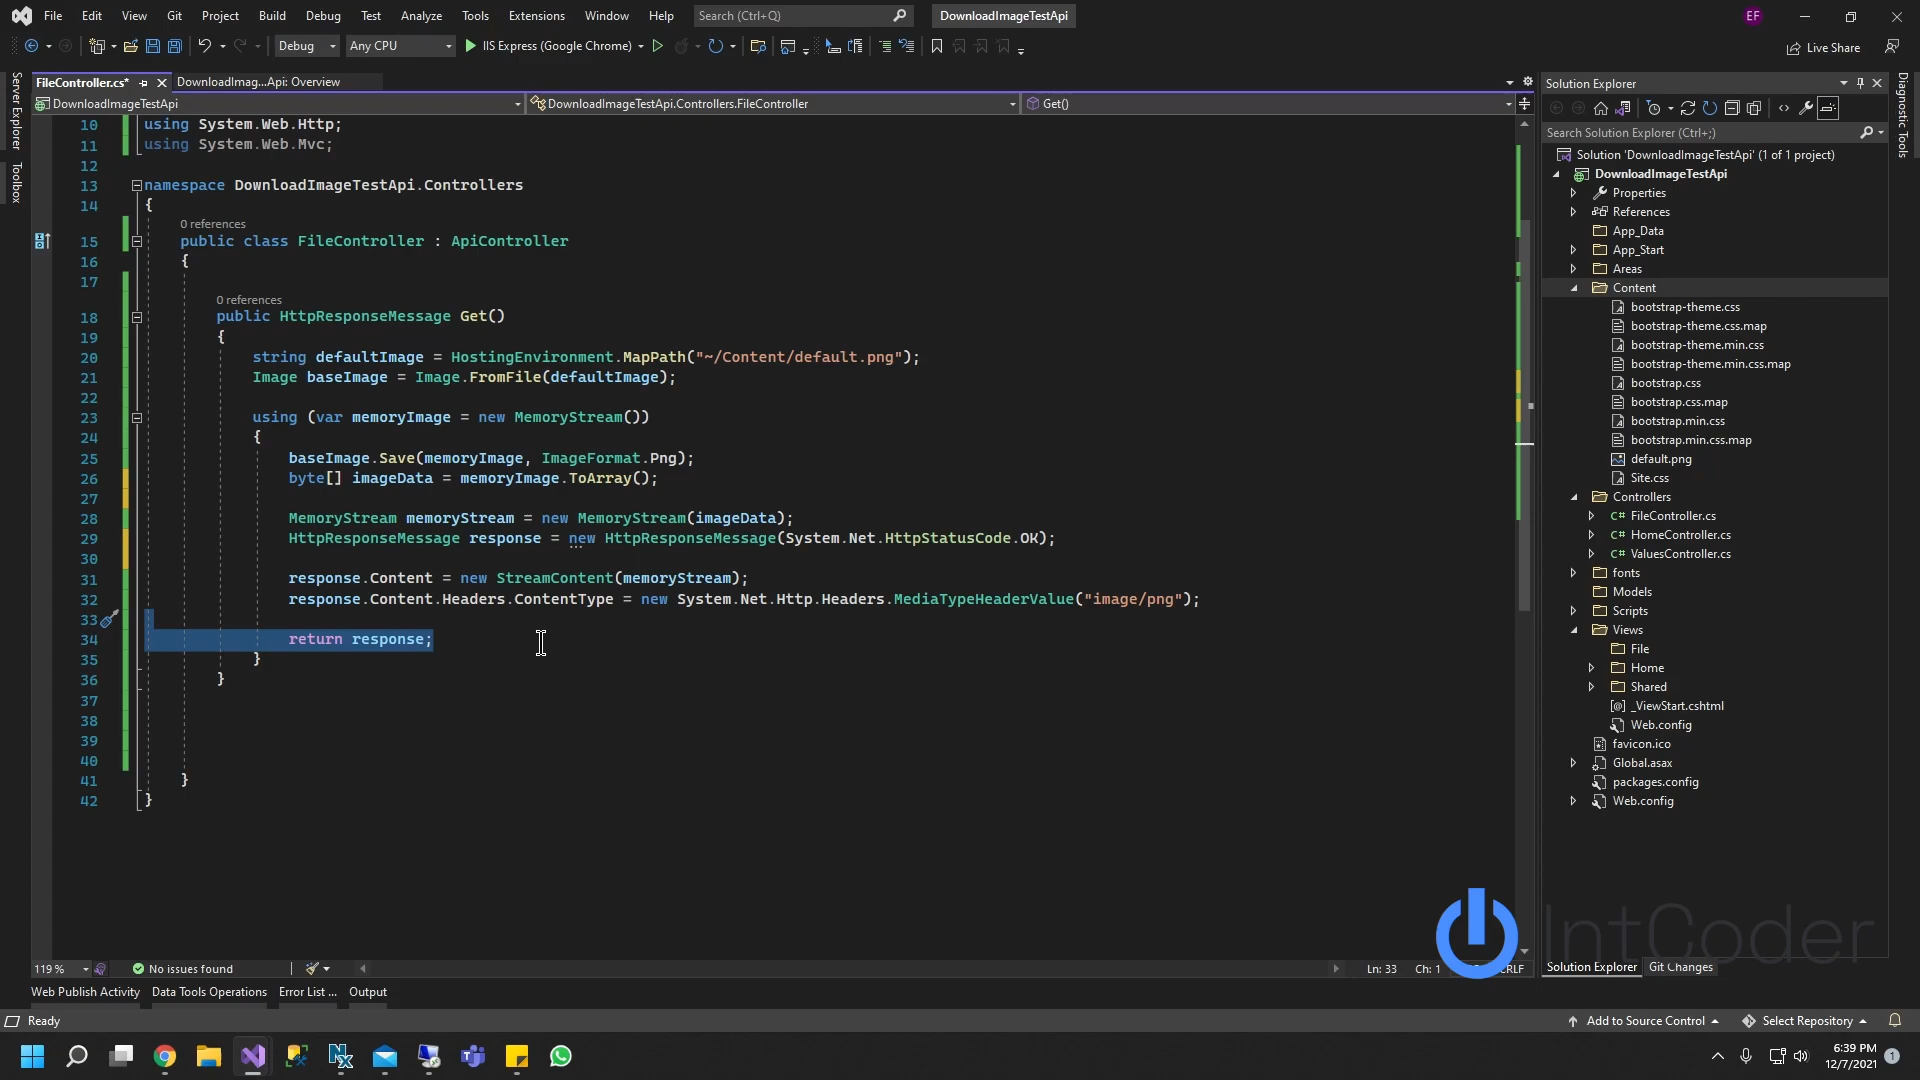 File Edit View Git Project Build Debug Test Analyze Tools Extensions Window Help Search (Ctrl+Q) DownloadImageTestApi EF
Debug Any CPU IIS Express (Google Chrome) Live Share
Server Explorer
Toolbox
FileController.cs* DownloadImag...Api: Overview
DownloadImageTestApi DownloadImageTestApi.Controllers.FileController Get()
10 using System.Web.Http;
11 using System.Web.Mvc;
12
13 namespace DownloadImageTestApi.Controllers
14 {
0 references
15 public class FileController : ApiController
16 {
17
0 references
18 public HttpResponseMessage Get()
19 {
20 string defaultImage = HostingEnvironment.MapPath("~/Content/default.png");
21 Image baseImage = Image.FromFile(defaultImage);
22
23 using (var memoryImage = new MemoryStream())
24 {
25 baseImage.Save(memoryImage, ImageFormat.Png);
26 byte[] imageData = memoryImage.ToArray();
27
28 MemoryStream memoryStream = new MemoryStream(imageData);
29 HttpResponseMessage response = new HttpResponseMessage(System.Net.HttpStatusCode.OK);
30
31 response.Content = new StreamContent(memoryStream);
32 response.Content.Headers.ContentType = new System.Net.Http.Headers.MediaTypeHeaderValue("image/png");
33
34 return response;
35 }
36 }
37
38
39
40
41 }
42 }
119 % No issues found Ln: 33 Ch: 1 CRLF
Solution Explorer
Search Solution Explorer (Ctrl+;)
Solution 'DownloadImageTestApi' (1 of 1 project)
DownloadImageTestApi
Properties
References
App_Data
App_Start
Areas
Content
bootstrap-theme.css
bootstrap-theme.css.map
bootstrap-theme.min.css
bootstrap-theme.min.css.map
bootstrap.css
bootstrap.css.map
bootstrap.min.css
bootstrap.min.css.map
default.png
Site.css
Controllers
C# FileController.cs
C# HomeController.cs
C# ValuesController.cs
fonts
Models
Scripts
Views
File
Home
Shared
_ViewStart.cshtml
Web.config
favicon.ico
Global.asax
packages.config
Web.config
IntCoder
Solution Explorer Git Changes
Diagnostic Tools
Web Publish Activity Data Tools Operations Error List ... Output
Ready Add to Source Control Select Repository
6:39 PM
12/7/2021
1